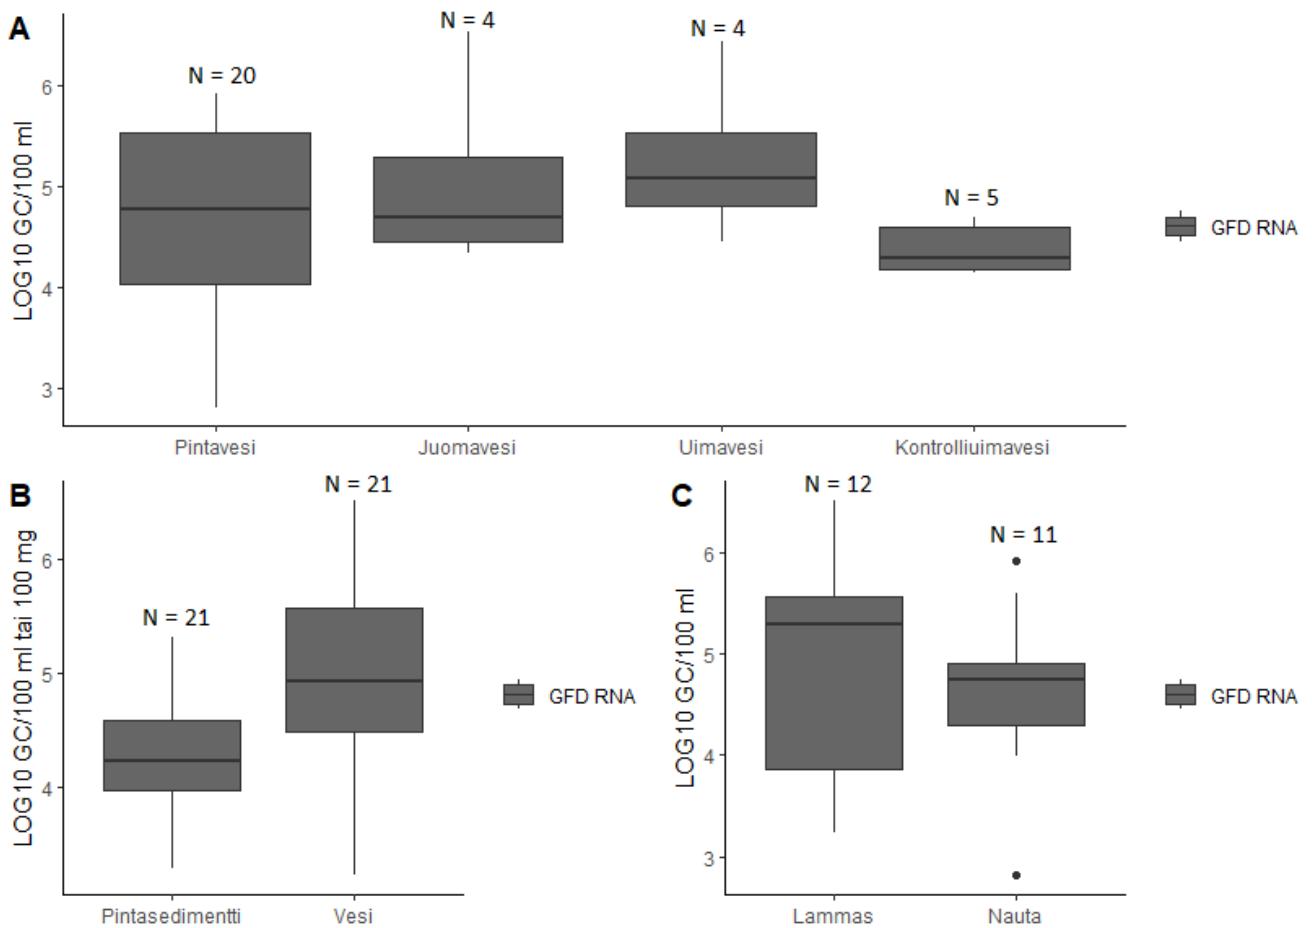 A
LOG10 GC/100 ml
6
5
4
3
N = 20
N = 4
N = 4
N = 5
Pintavesi
Juomavesi
Uimavesi
Kontrolliuimavesi
GFD RNA
B
LOG10 GC/100 ml tai 100 mg
6
5
4
N = 21
N = 21
Pintasedimentti
Vesi
GFD RNA
C
LOG10 GC/100 ml
6
5
4
3
N = 12
N = 11
Lammas
Nauta
GFD RNA